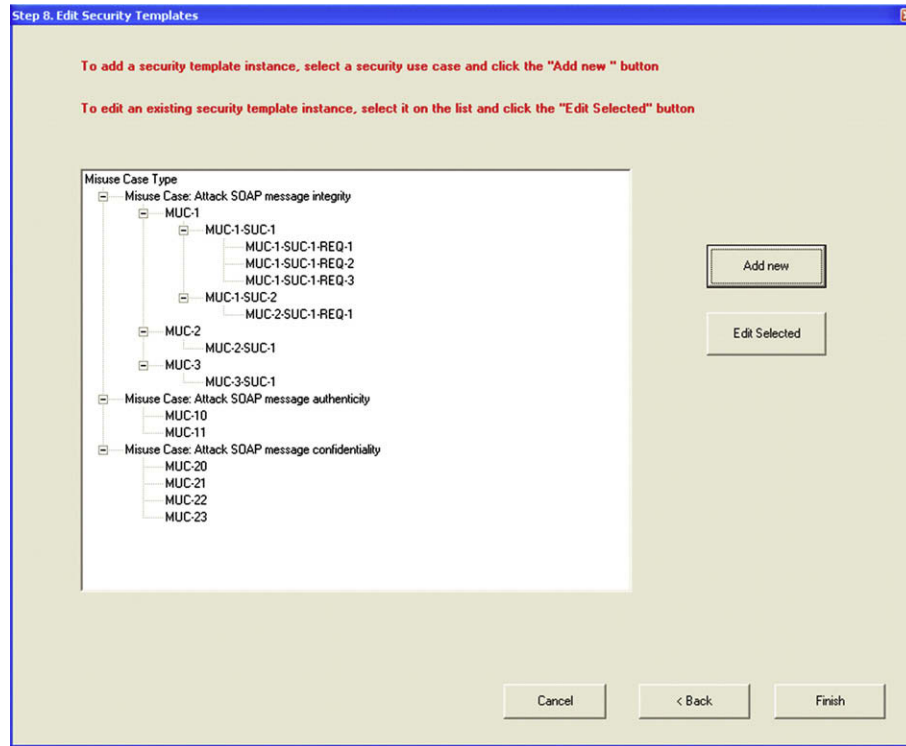 Step 8. Edit Security Templates
To add a security template instance, select a security use case and click the "Add new " button
To edit an existing security template instance, select it on the list and click the "Edit Selected" button
Misuse Case Type
Misuse Case: Attack SOAP message integrity
MUC-1
MUC-1-SUC-1
MUC-1-SUC-1-REQ-1
MUC-1-SUC-1-REQ-2
MUC-1-SUC-1-REQ-3
MUC-1-SUC-2
MUC-2-SUC-1-REQ-1
MUC-2
MUC-2-SUC-1
MUC-3
MUC-3-SUC-1
Misuse Case: Attack SOAP message authenticity
MUC-10
MUC-11
Misuse Case: Attack SOAP message confidentiality
MUC-20
MUC-21
MUC-22
MUC-23
Add new
Edit Selected
Cancel
< Back
Finish